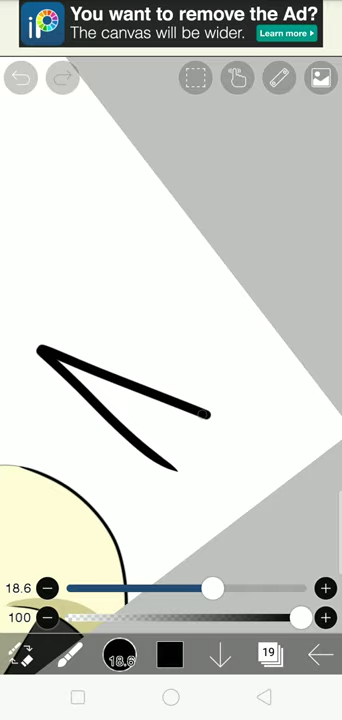 iP
You want to remove the Ad?
The canvas will be wider.
Learn more
18.6
100
18.6
19